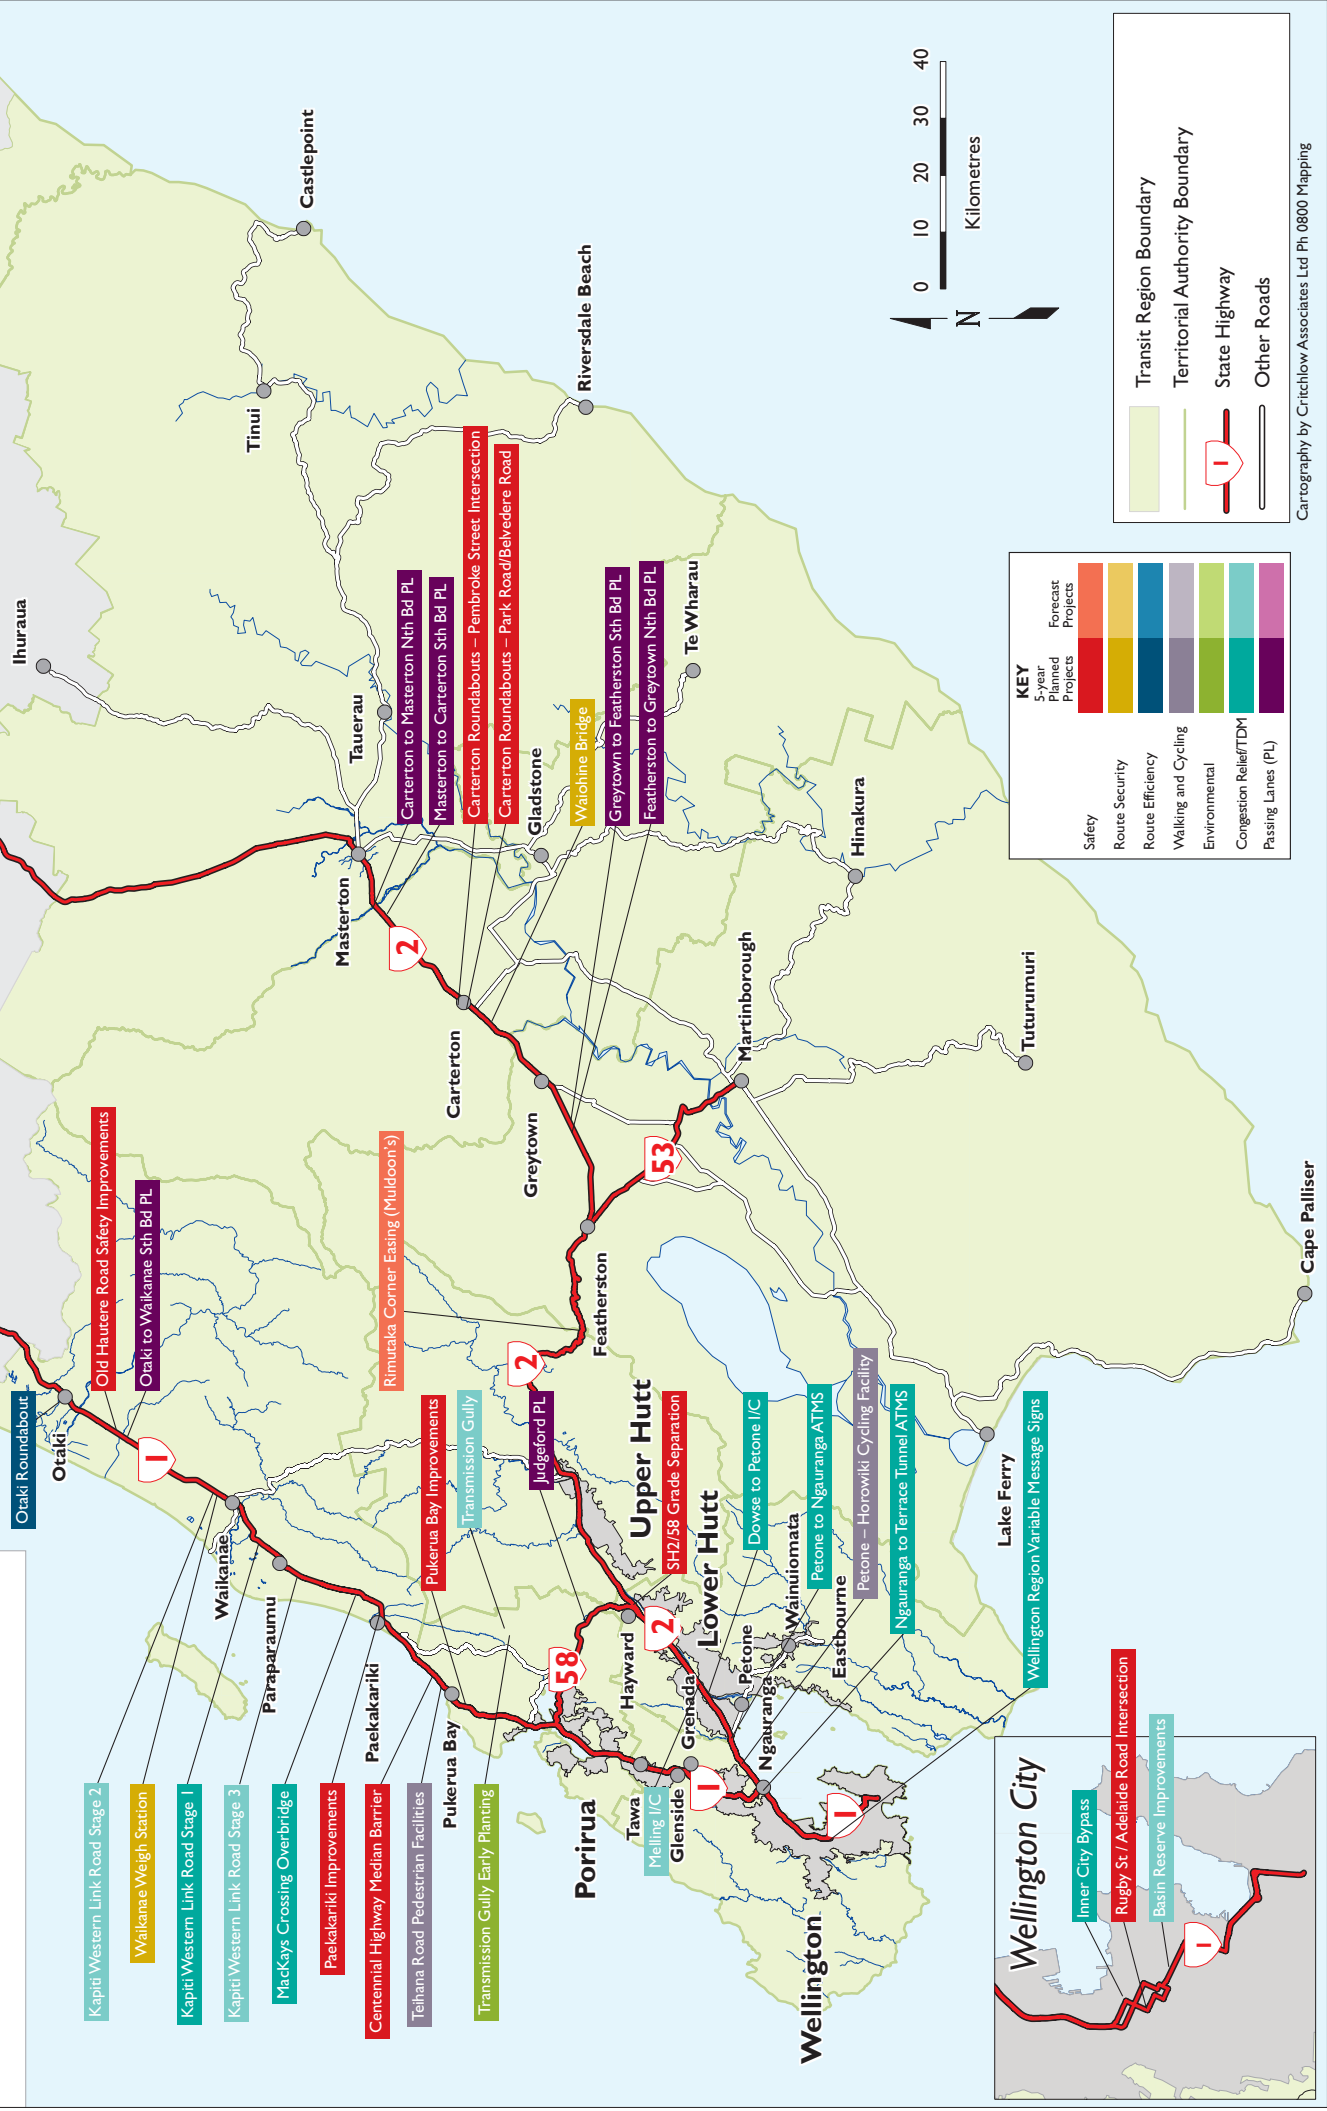 Otaki Roundabout
Otaki
Old Hautere Road Safety Improvements
Otaki to Waikanae Sth Bd PL
1
Waikanae
Paraparaumu
Paekakariki
Pukerua Bay
Kapiti Western Link Road Stage 2
Waikanae Weigh Station
Kapiti Western Link Road Stage 1
Kapiti Western Link Road Stage 3
MacKays Crossing Overbridge
Paekakariki Improvements
Centennial Highway Median Barrier
Teihana Road Pedestrian Facilities
Transmission Gully Early Planting
Rimutaka Corner Easing (Muldoon's)
Pukerua Bay Improvements
Transmission Gully
Judgeford PL
2
58
Upper Hutt
SH2/58 Grade Separation
Lower Hutt
2
Hayward
Porirua
Tawa
Melling I/C
Glenside
Grenada
1
Petone
Ngauranga
Wainuiomata
Eastbourne
Dowse to Petone I/C
Petone to Ngauranga ATMS
Petone – Horowiki Cycling Facility
Ngauranga to Terrace Tunnel ATMS
Wellington Region Variable Message Signs
1
Wellington
Ihuraua
Castlepoint
Tinui
Riversdale Beach
Tauerau
Masterton
2
Carterton to Masterton Nth Bd PL
Masterton to Carterton Sth Bd PL
Carterton Roundabouts – Pembroke Street Intersection
Carterton Roundabouts – Park Road/Belvedere Road
Gladstone
Waiohine Bridge
Greytown to Featherston Sth Bd PL
Featherston to Greytown Nth Bd PL
Te Wharau
Carterton
Greytown
Featherston
53
Martinborough
Hinakura
Tuturumuri
Lake Ferry
Cape Palliser
N
0 10 20 30 40
Kilometres
KEY
5-year
Planned
Projects
Forecast
Projects
Safety
Route Security
Route Efficiency
Walking and Cycling
Environmental
Congestion Relief/TDM
Passing Lanes (PL)
Transit Region Boundary
Territorial Authority Boundary
1
State Highway
Other Roads
Cartography by Critchlow Associates Ltd Ph 0800 Mapping
Wellington City
Inner City Bypass
Rugby St / Adelaide Road Intersection
Basin Reserve Improvements
1